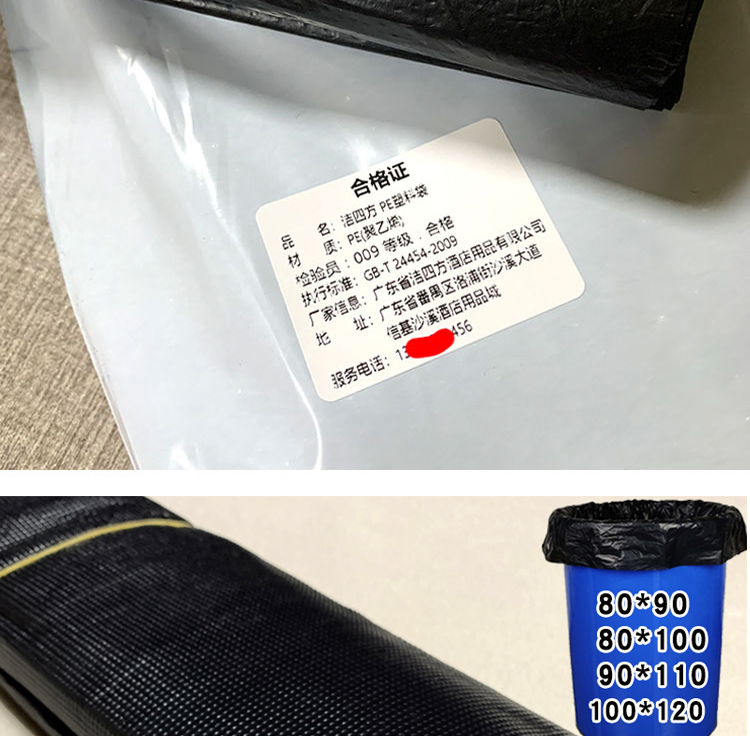 合格证
品 名：洁四方 PE塑料袋
材 质：PE(聚乙烯)
检验员：009 等级．合格
执行标准：GB-T 24454-2009
厂家信息：广东省洁四方酒店用品有限公司
地 址：广东省番禺区洛浦街沙溪大道
信基沙溪酒店用品城
服务电话：13 456
80*90
80*100
90*110
100*120